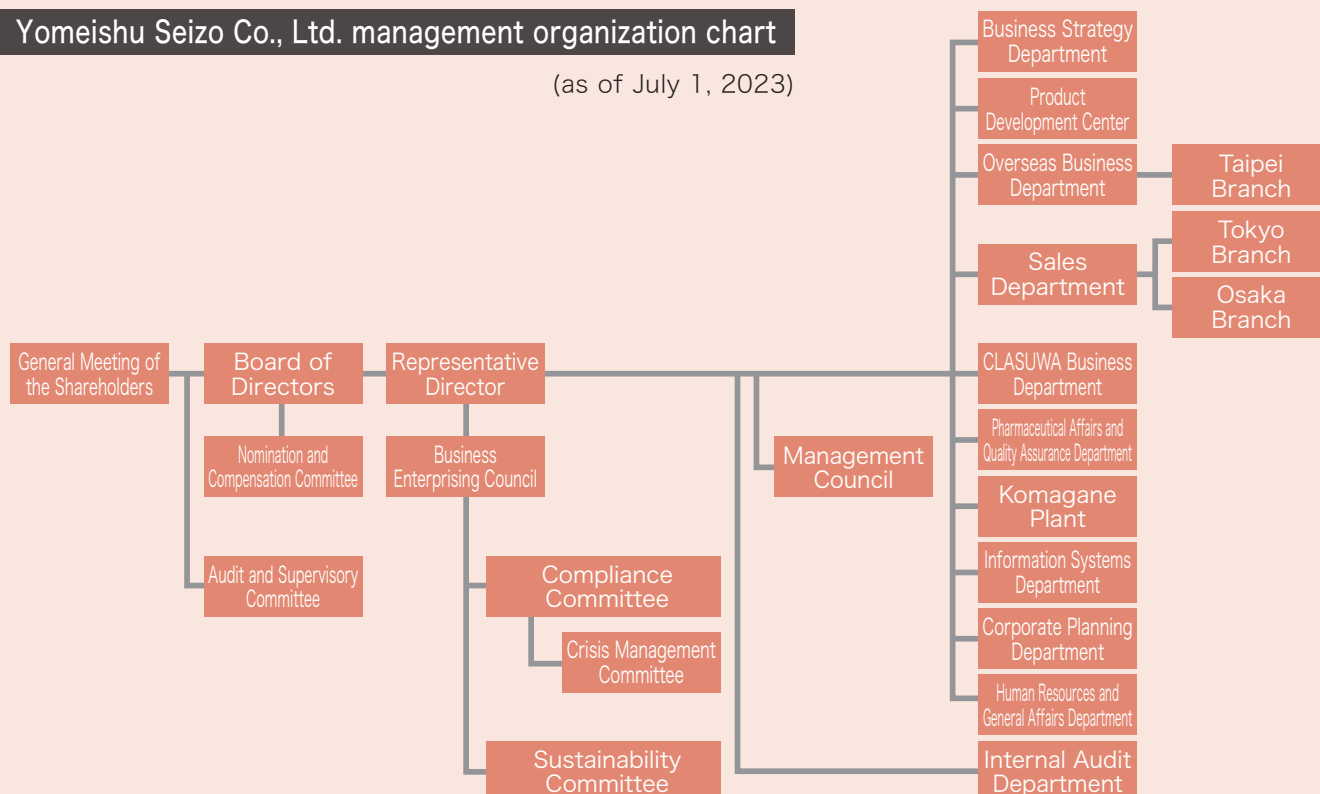 Yomeishu Seizo Co., Ltd. management organization chart
(as of July 1, 2023)
General Meeting of
the Shareholders
Board of
Directors
Nomination and
Compensation Committee
Audit and Supervisory
Committee
Representative
Director
Business
Enterprising Council
Compliance
Committee
Crisis Management
Committee
Sustainability
Committee
Management
Council
Business Strategy
Department
Product
Development Center
Overseas Business
Department
Taipei
Branch
Sales
Department
Tokyo
Branch
Osaka
Branch
CLASUWA Business
Department
Pharmaceutical Affairs and
Quality Assurance Department
Komagane
Plant
Information Systems
Department
Corporate Planning
Department
Human Resources and
General Affairs Department
Internal Audit
Department